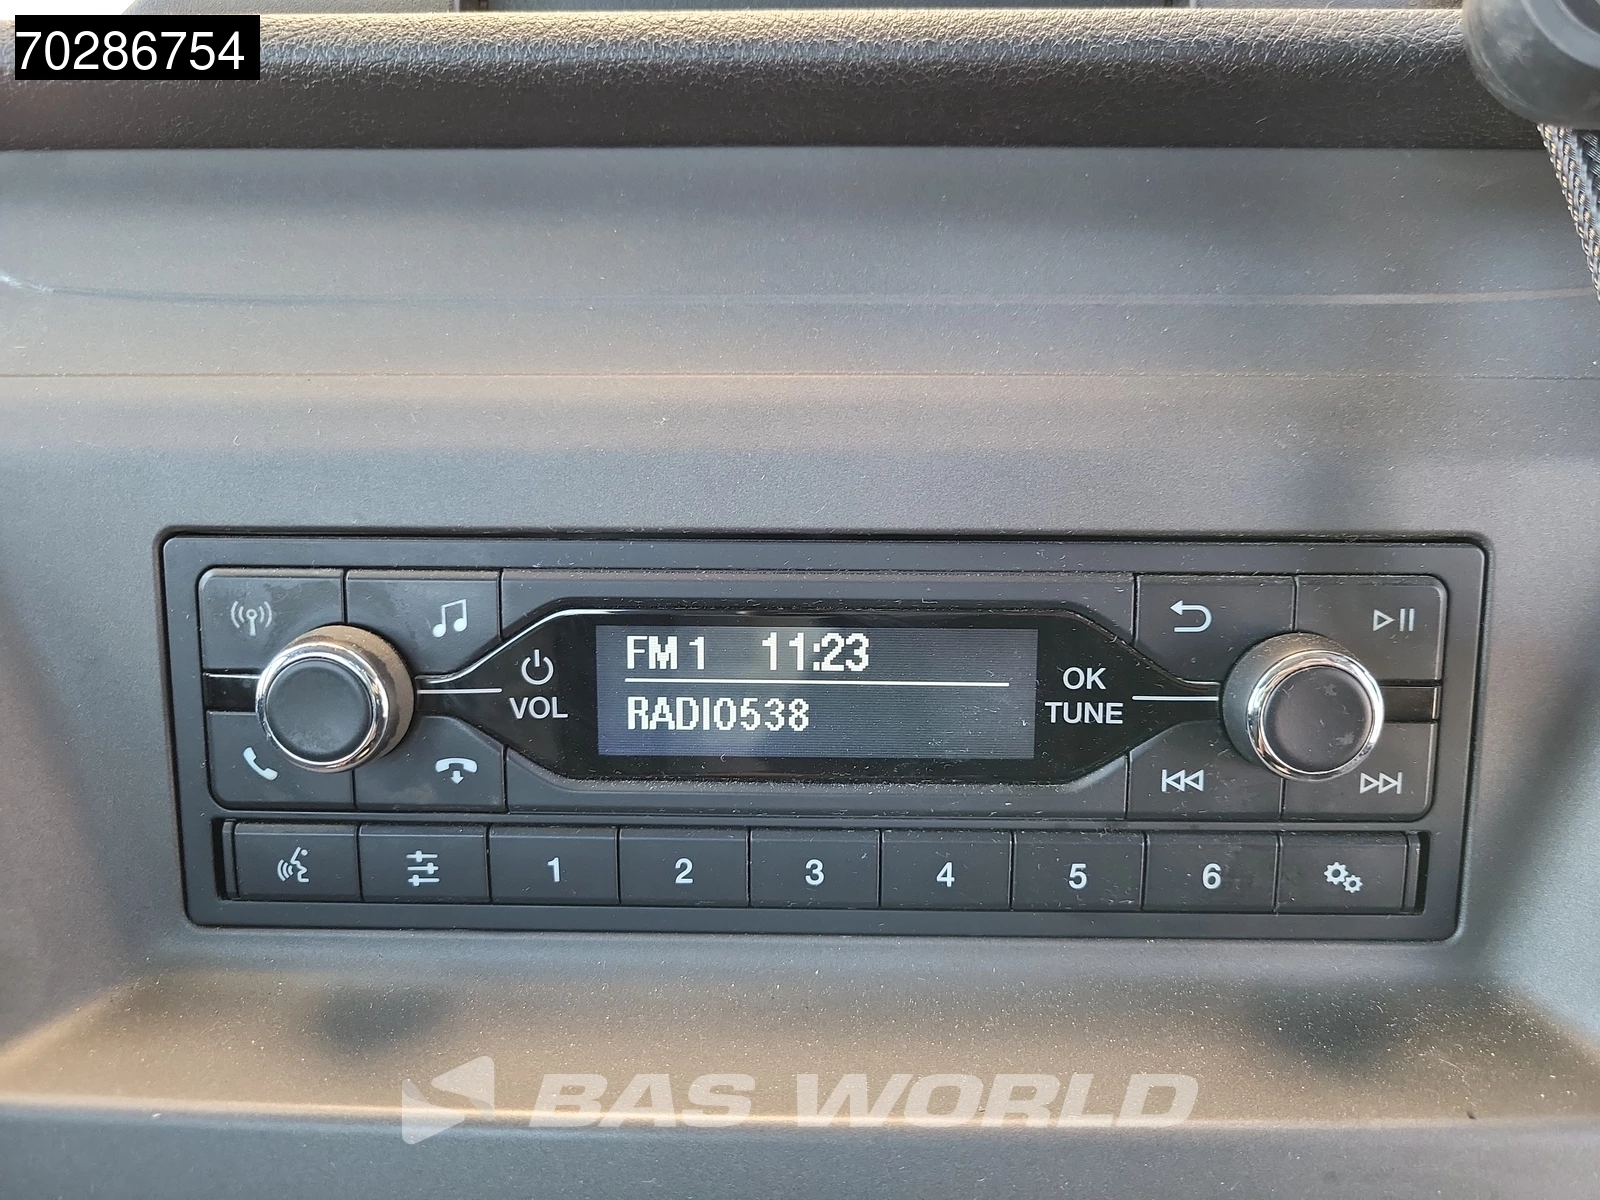 70286754
FM 1 11:23
RADIO538
VOL
OK
TUNE
1 2 3 4 5 6
BAS WORLD